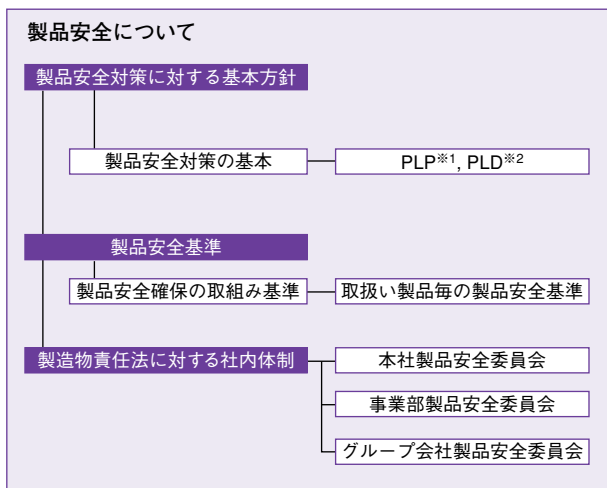 製品安全について
製品安全対策に対する基本方針
製品安全対策の基本
PLP※1, PLD※2
製品安全基準
製品安全確保の取組み基準
取扱い製品毎の製品安全基準
製造物責任法に対する社内体制
本社製品安全委員会
事業部製品安全委員会
グループ会社製品安全委員会